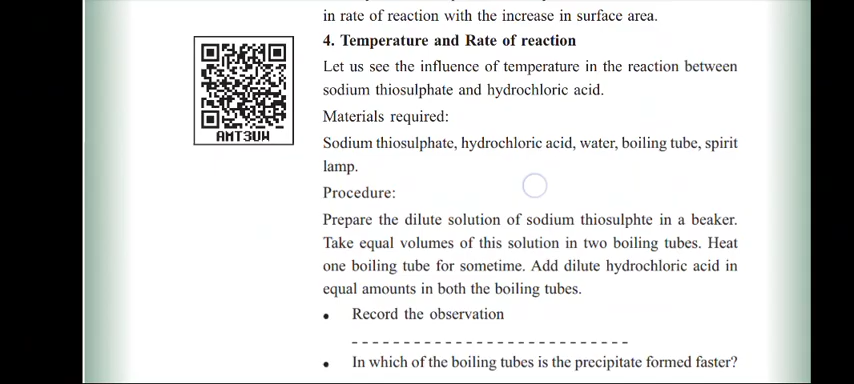 in rate of reaction with the increase in surface area.
4. Temperature and Rate of reaction
Let us see the influence of temperature in the reaction between
sodium thiosulphate and hydrochloric acid.
Materials required:
Sodium thiosulphate, hydrochloric acid, water, boiling tube, spirit
lamp.
Procedure:
Prepare the dilute solution of sodium thiosulphte in a beaker.
Take equal volumes of this solution in two boiling tubes. Heat
one boiling tube for sometime. Add dilute hydrochloric acid in
equal amounts in both the boiling tubes.
• Record the observation
• In which of the boiling tubes is the precipitate formed faster?
AMT3UW